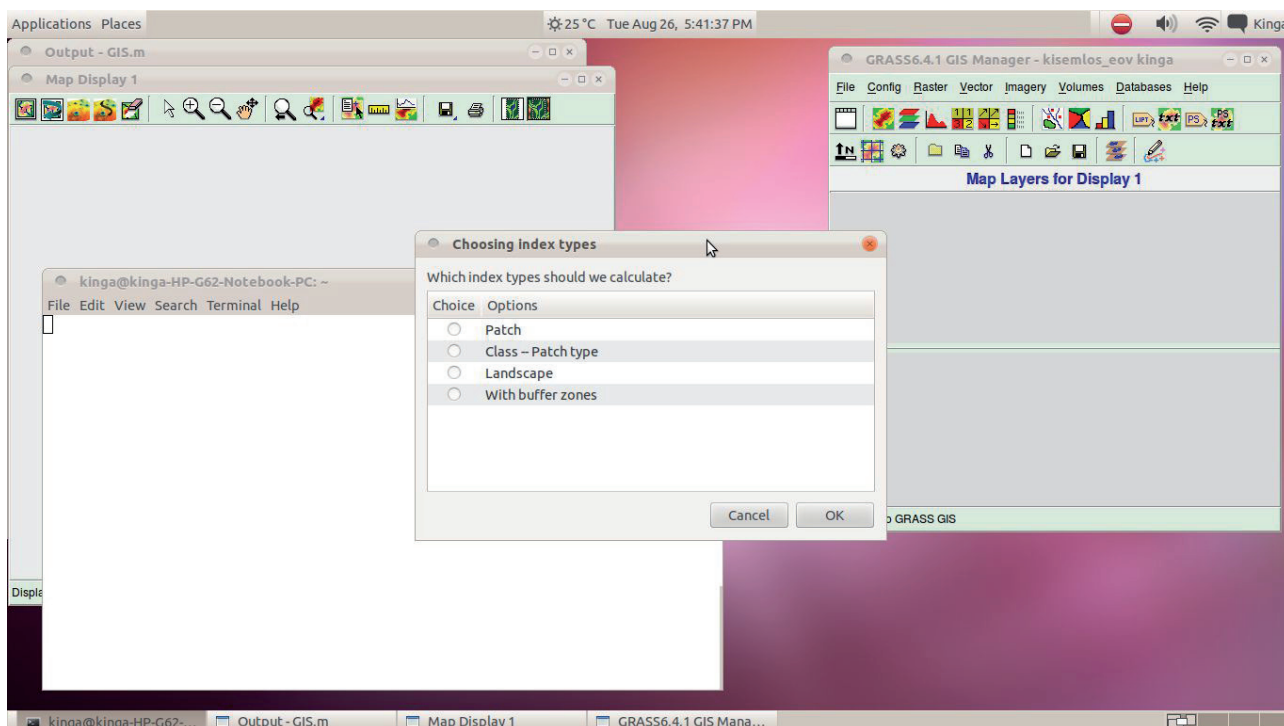 Applications Places
25 °C Tue Aug 26, 5:41:37 PM
Kinga
Output - GIS.m
Map Display 1
GRASS6.4.1 GIS Manager - kisemlos_eov kinga
File Config Raster Vector Imagery Volumes Databases Help
Map Layers for Display 1
Choosing index types
Which index types should we calculate?
Choice Options
Patch
Class – Patch type
Landscape
With buffer zones
Cancel OK
kinga@kinga-HP-G62-Notebook-PC: ~
File Edit View Search Terminal Help
o GRASS GIS
Displa
kinga@kinga-HP-G62-... Output - GIS.m Map Display 1 GRASS6.4.1 GIS Mana...